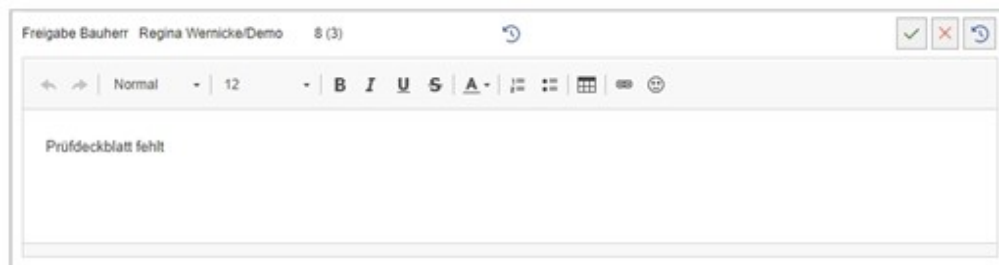 Freigabe Bauherr Regina Wernicke/Demo 8 (3)
Normal 12 B I U S A
Prüfdeckblatt fehlt